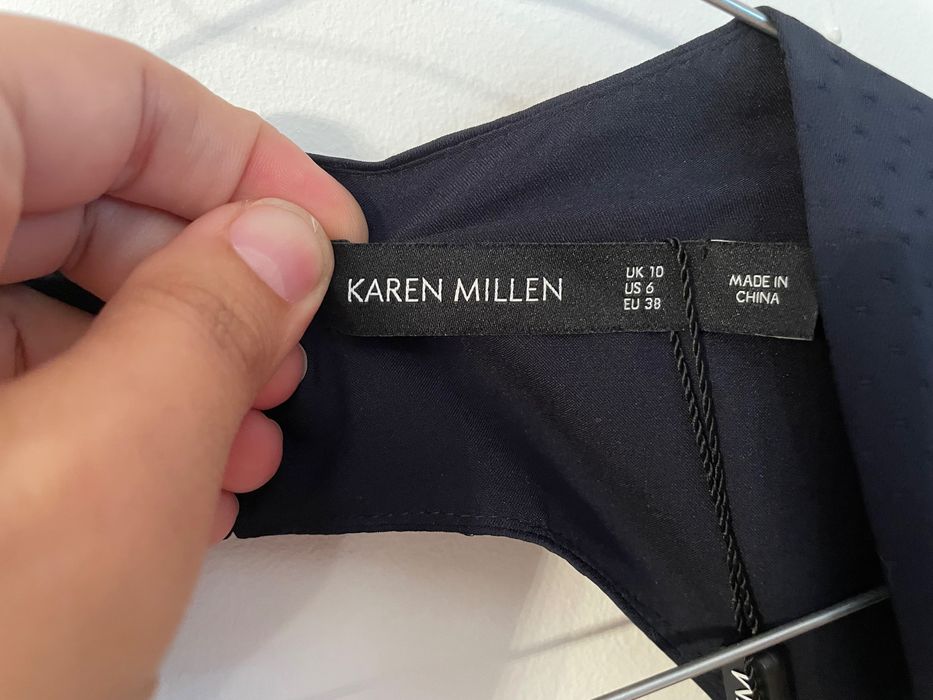 KAREN MILLEN
UK 10
US 6
EU 38
MADE IN
CHINA